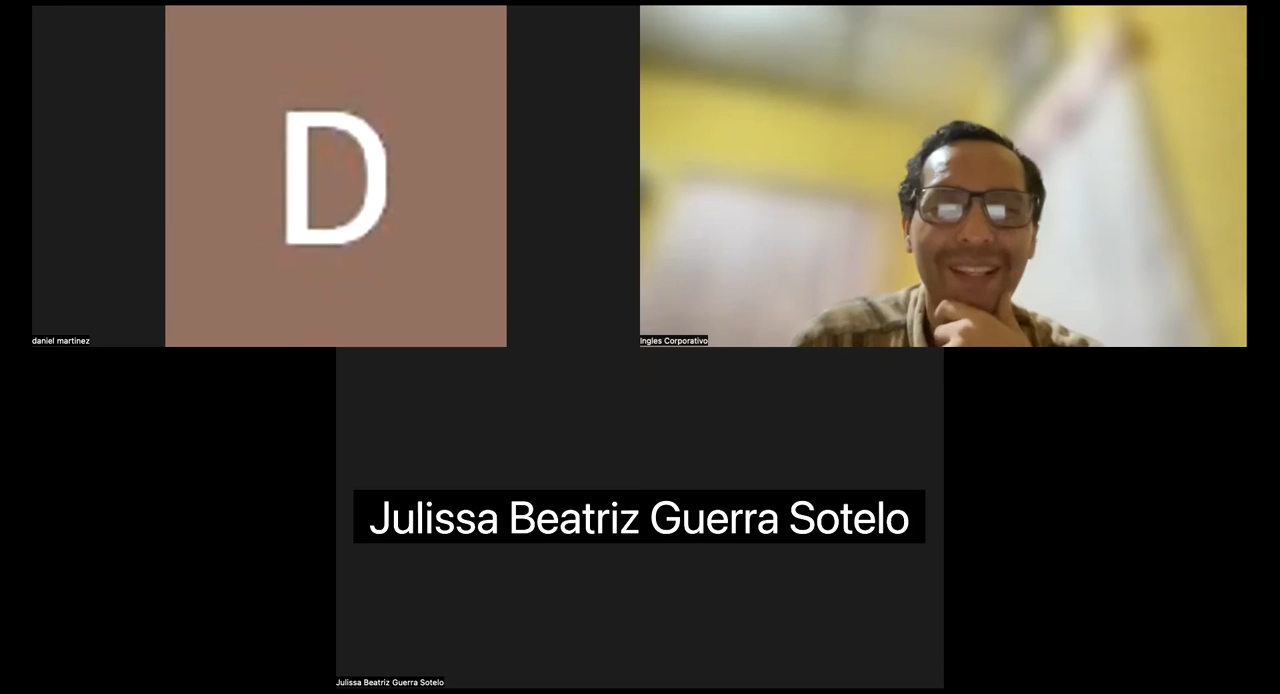 D
daniel martinez
Ingles Corporativo
Julissa Beatriz Guerra Sotelo
Julissa Beatriz Guerra Sotelo